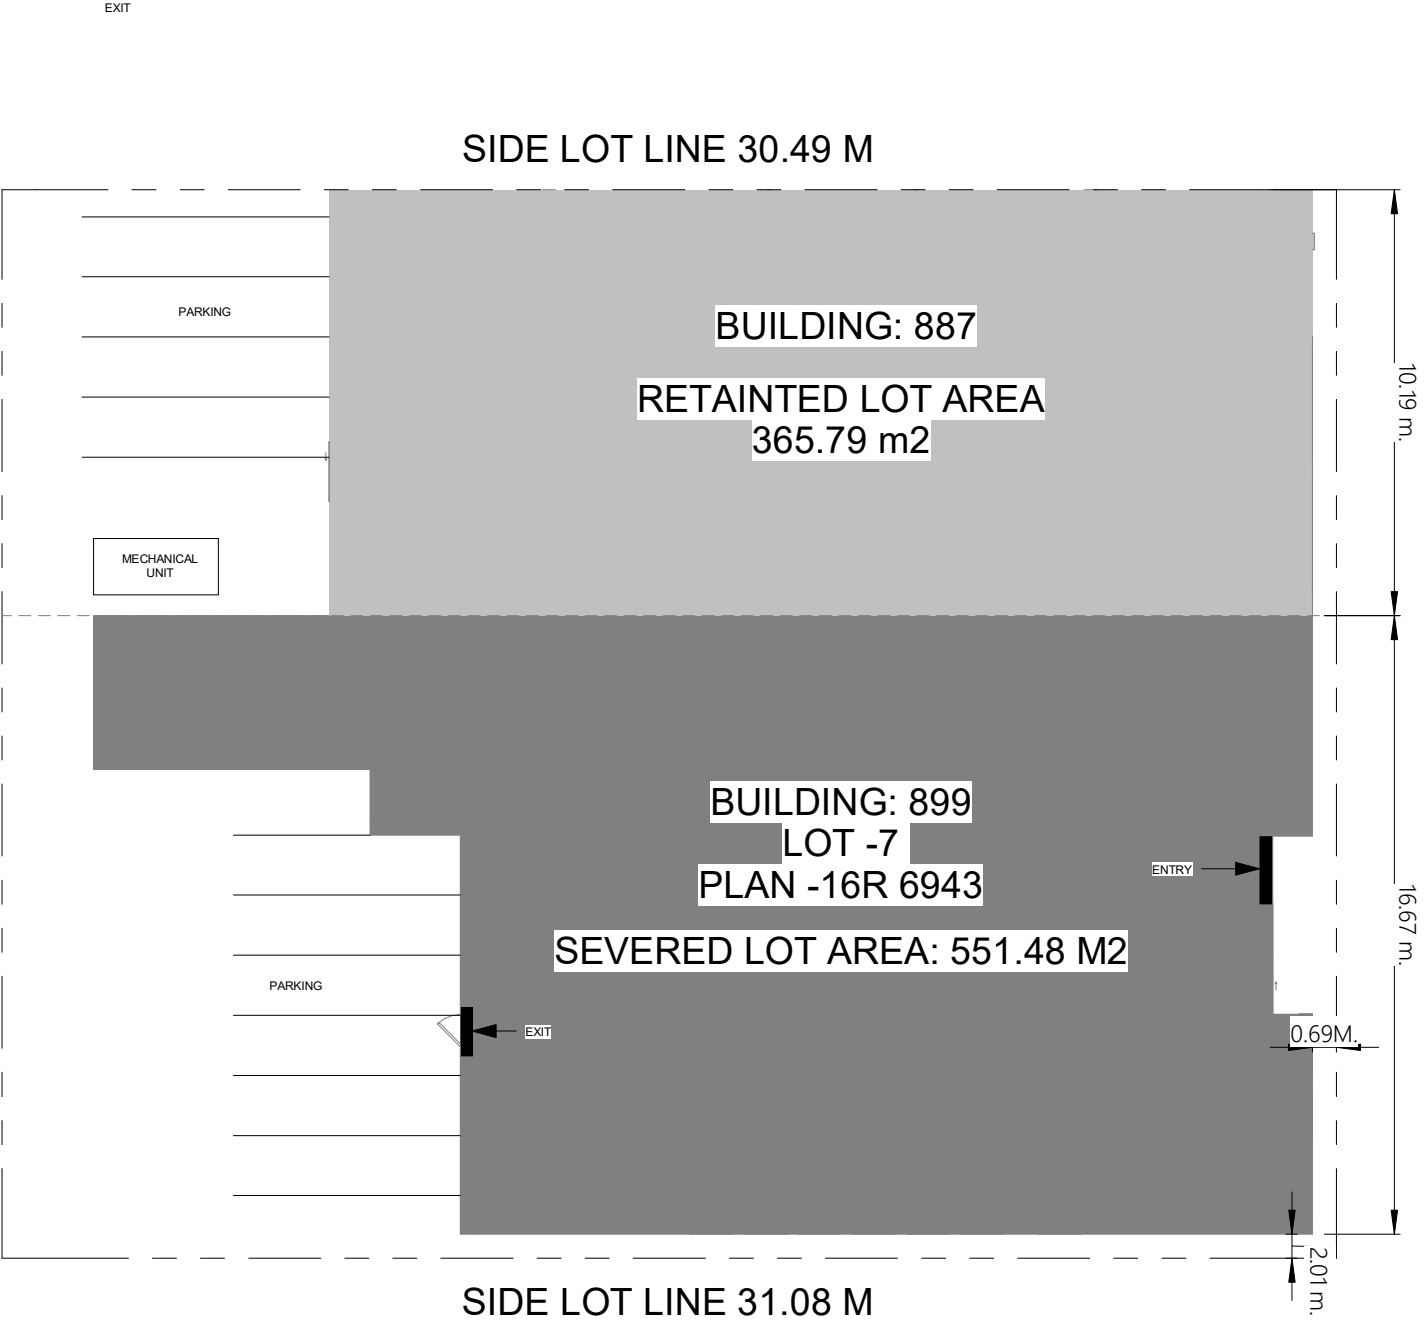 EXIT
SIDE LOT LINE 30.49 M
PARKING
BUILDING: 887
RETAINTED LOT AREA
365.79 m2
10.19 m.
MECHANICAL
UNIT
BUILDING: 899
LOT -7
PLAN -16R 6943
ENTRY
SEVERED LOT AREA: 551.48 M2
16.67 m.
PARKING
EXIT
0.69M.
2.01 m.
SIDE LOT LINE 31.08 M